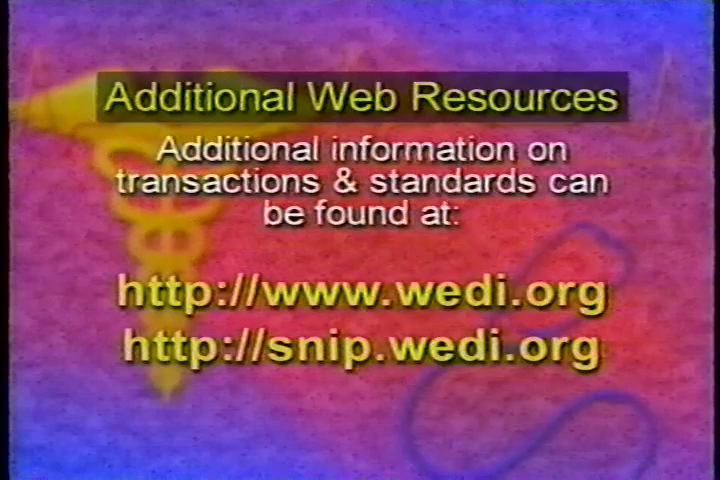 Additional Web Resources
Additional information on
transactions & standards can
be found at:
http://www.wedi.org
http://snip.wedi.org